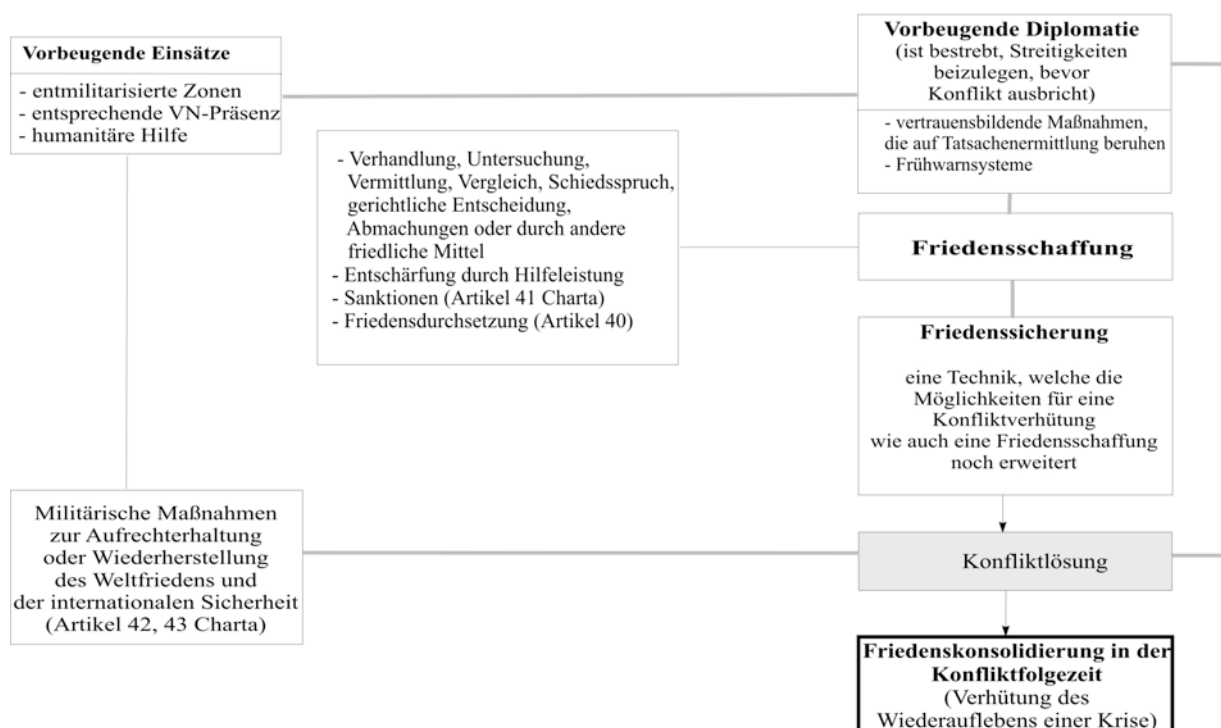 Vorbeugende Einsätze
- entmilitarisierte Zonen
- entsprechende VN-Präsenz
- humanitäre Hilfe
Vorbeugende Diplomatie
(ist bestrebt, Streitigkeiten
beizulegen, bevor
Konflikt ausbricht)
- vertrauensbildende Maßnahmen,
die auf Tatsachenermittlung beruhen
- Frühwarnsysteme
- Verhandlung, Untersuchung,
Vermittlung, Vergleich, Schiedsspruch,
gerichtliche Entscheidung,
Abmachungen oder durch andere
friedliche Mittel
- Entschärfung durch Hilfeleistung
- Sanktionen (Artikel 41 Charta)
- Friedensdurchsetzung (Artikel 40)
Friedensschaffung
Friedenssicherung
eine Technik, welche die
Möglichkeiten für eine
Konfliktverhütung
wie auch eine Friedensschaffung
noch erweitert
Militärische Maßnahmen
zur Aufrechterhaltung
oder Wiederherstellung
des Weltfriedens und
der internationalen Sicherheit
(Artikel 42, 43 Charta)
Konfliktlösung
Friedenskonsolidierung in der
Konfliktfolgezeit
(Verhütung des
Wiederauflebens einer Krise)